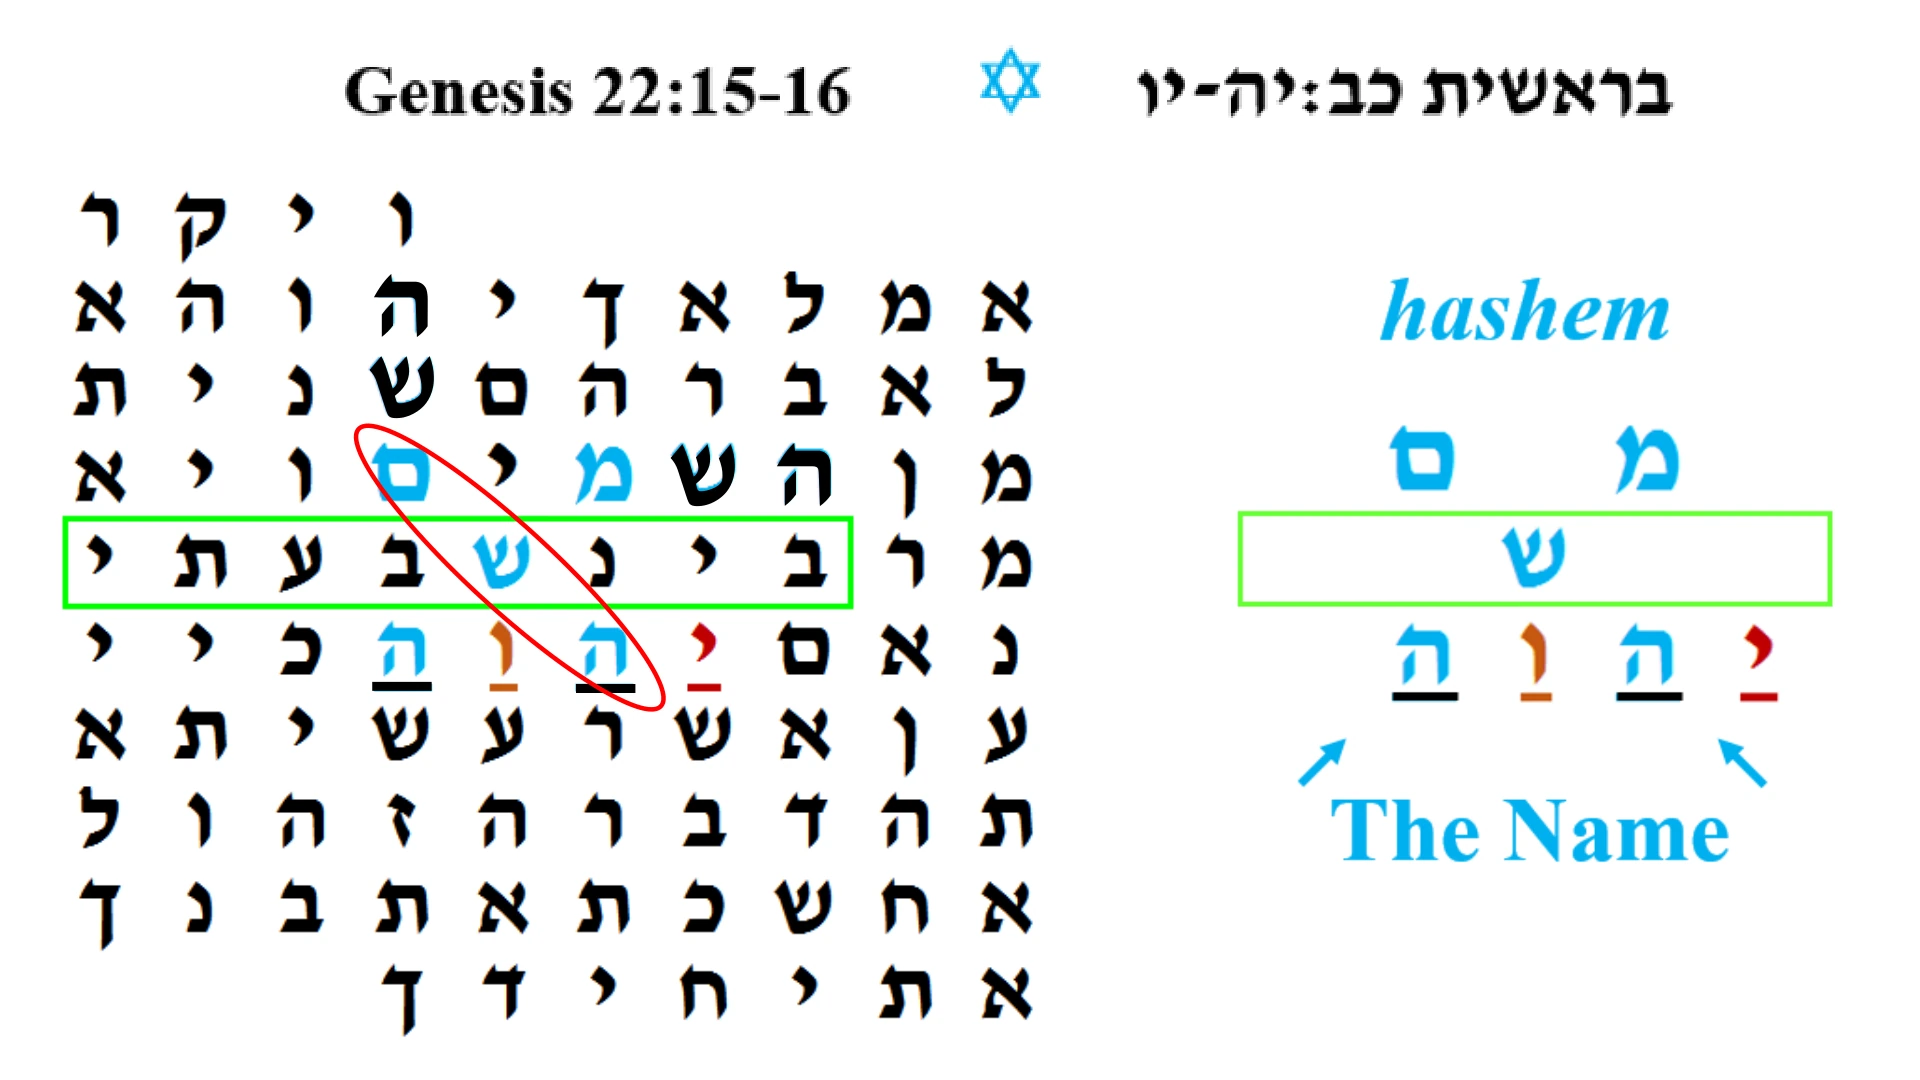 Genesis 22:15-16 ✡ בראשית כב:יה-יו
ו י ק ר
א מ ל א ך י ה ו ה א
ל א ב ר ה ם ש נ י ת
מ ן ה ש מ י ם ו י א
מ ר ב י נ ש ב ע ת י
נ א ם י ה ו ה כ י י
ע ן א ש ר ע ש י ת א
ת ה ד ב ר ה ז ה ו ל
א ח ש כ ת א ת ב נ ך
א ת י ח י ד ך
hashem
מ ם
ש
י ה ו ה
The Name